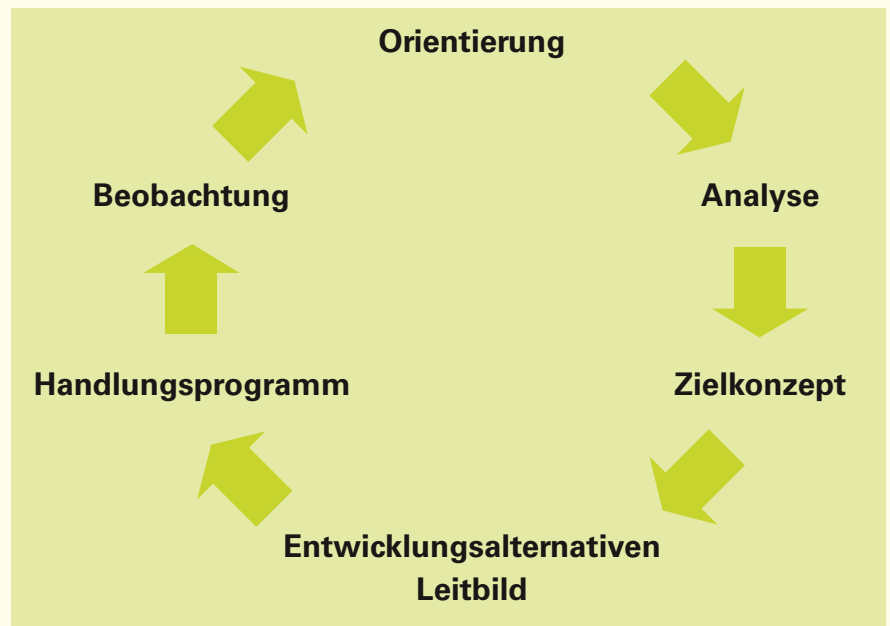 Orientierung
Beobachtung
Analyse
Handlungsprogramm
Zielkonzept
Entwicklungsalternativen
Leitbild